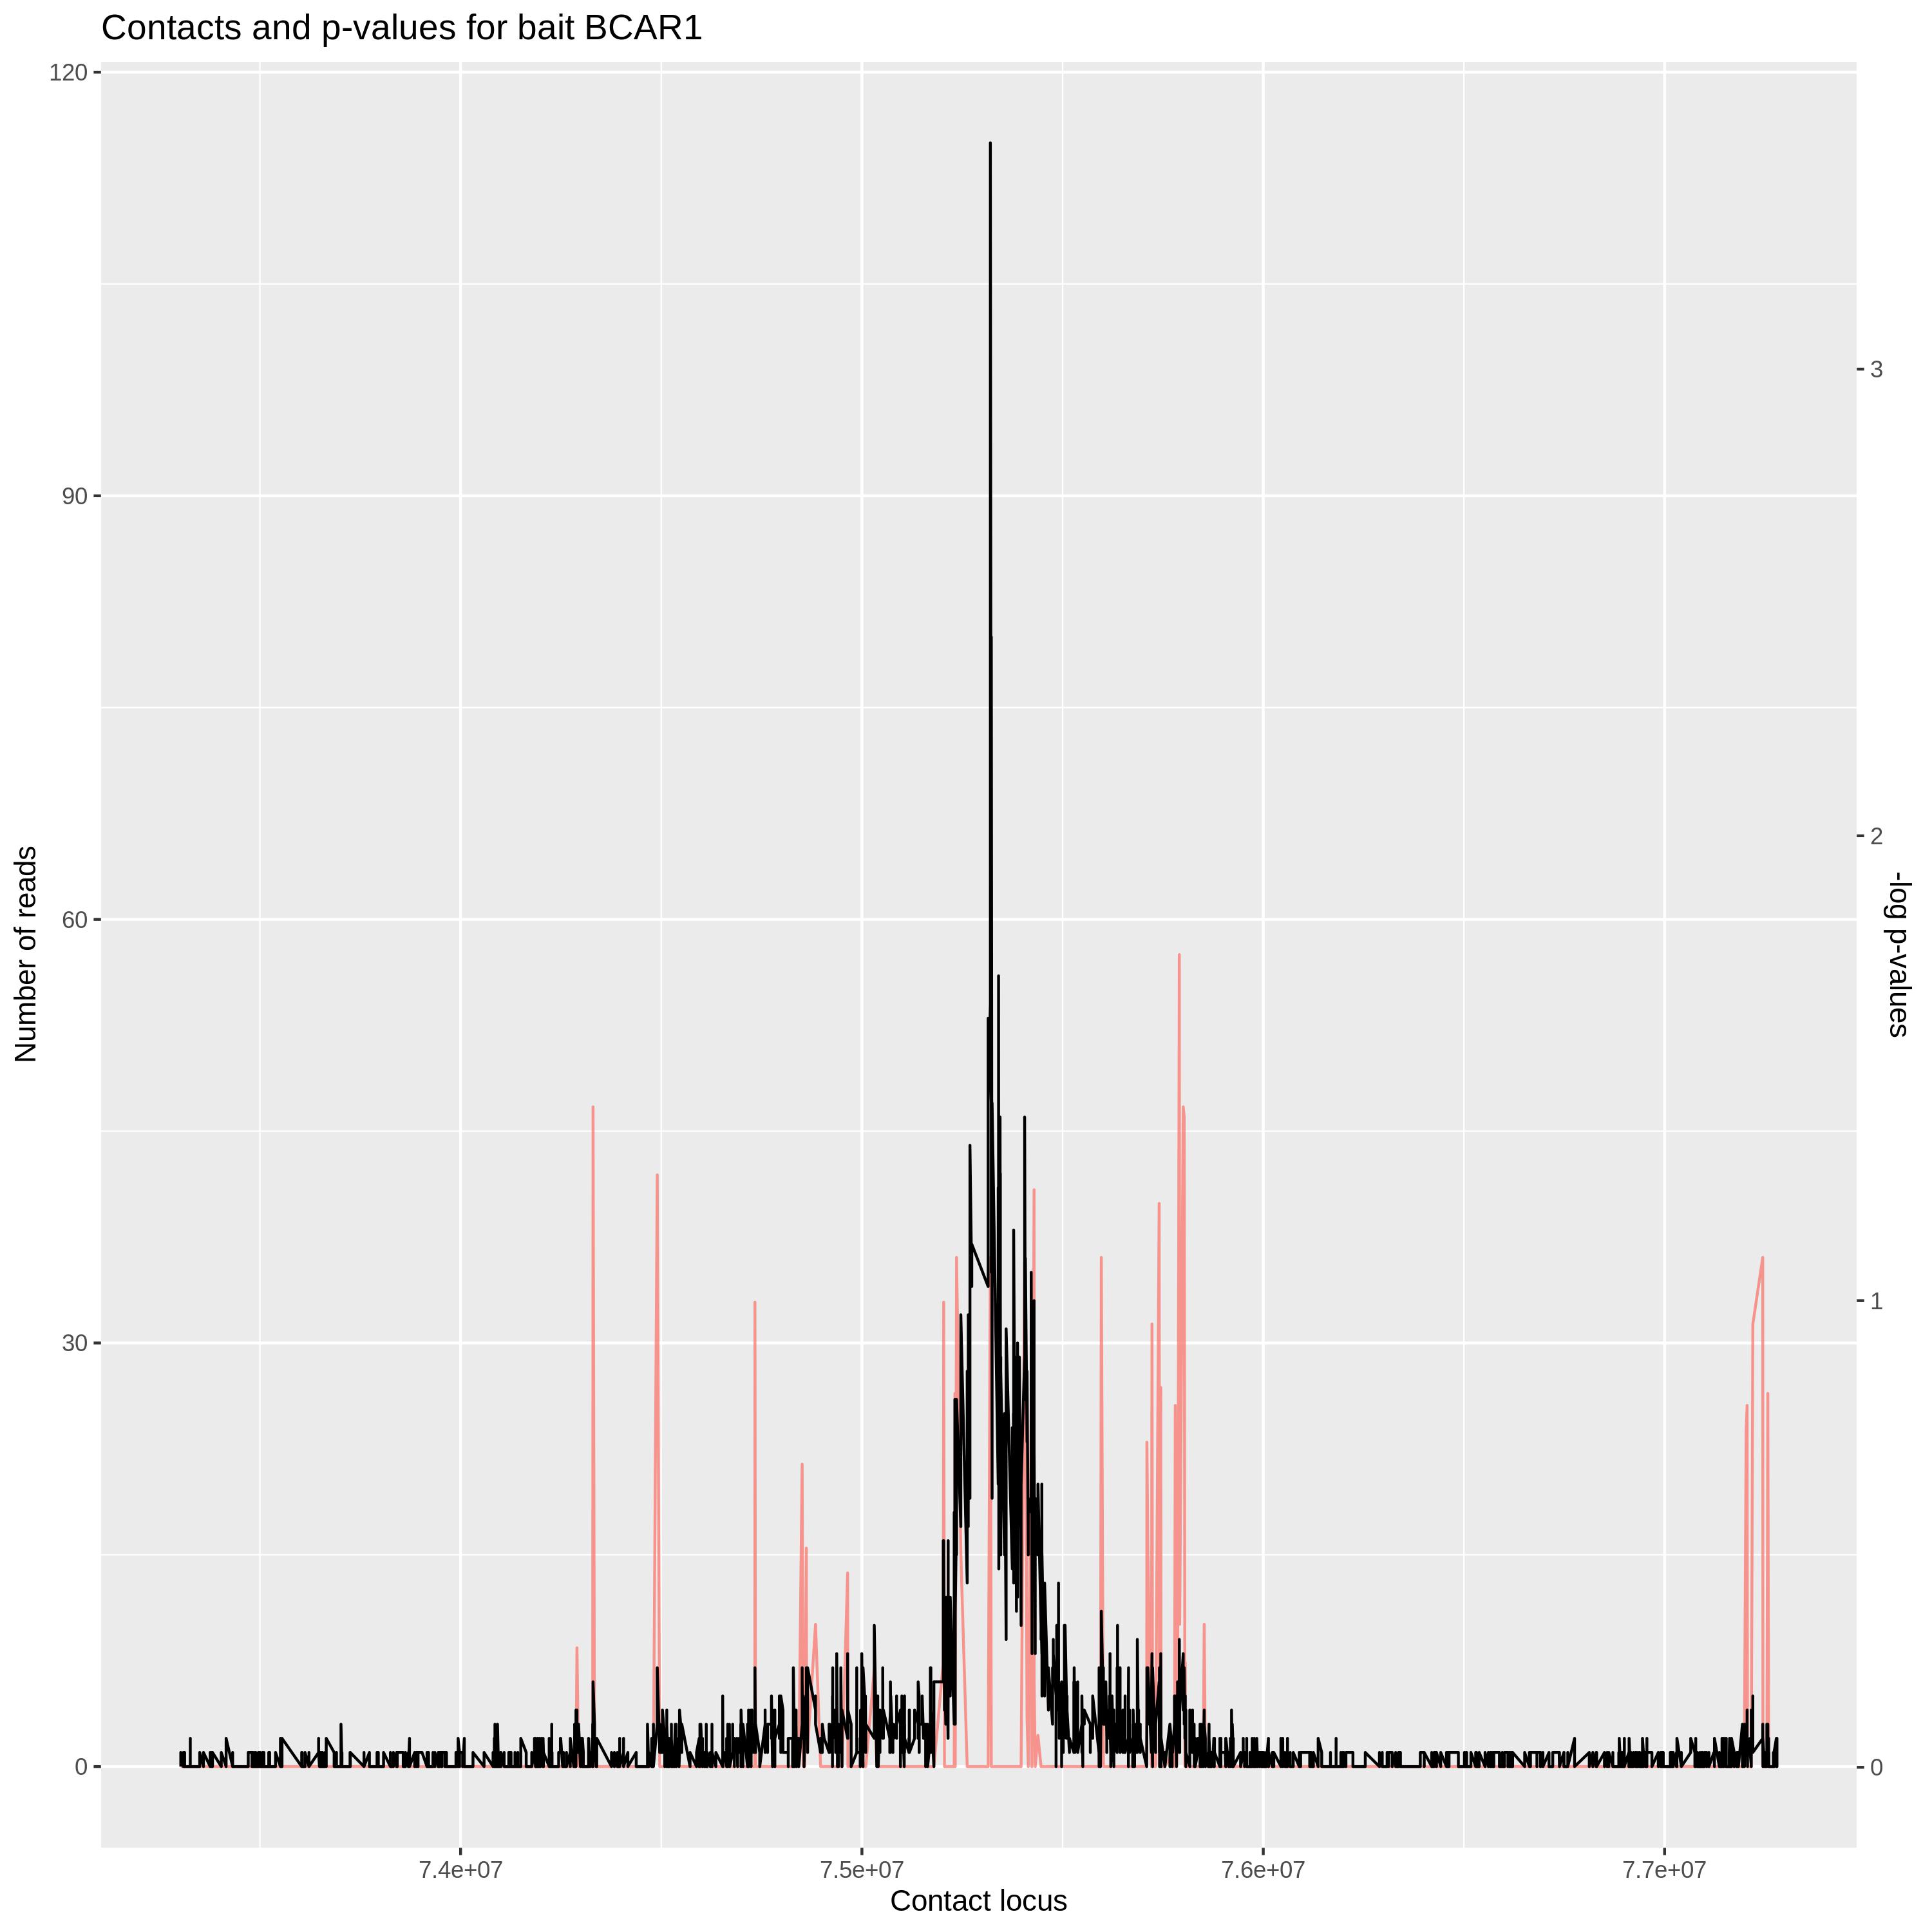 Contacts and p-values for bait BCAR1
120
90
60
30
0
Number of reads
3
2
1
0
-log p-values
7.4e+07
7.5e+07
7.6e+07
7.7e+07
Contact locus